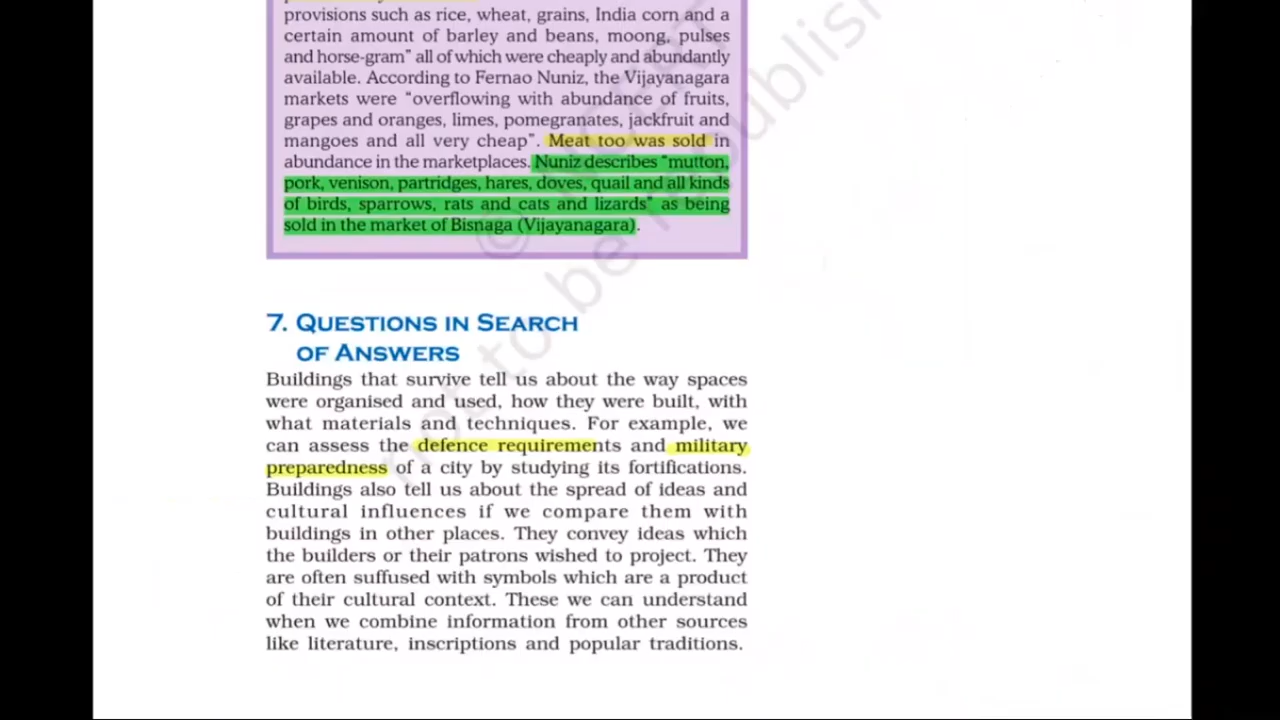 provisions such as rice, wheat, grains, India corn and a
certain amount of barley and beans, moong, pulses
and horse-gram" all of which were cheaply and abundantly
available. According to Fernao Nuniz, the Vijayanagara
markets were "overflowing with abundance of fruits,
grapes and oranges, limes, pomegranates, jackfruit and
mangoes and all very cheap". Meat too was sold in
abundance in the marketplaces. Nuniz describes "mutton,
pork, venison, partridges, hares, doves, quail and all kinds
of birds, sparrows, rats and cats and lizards" as being
sold in the market of Bisnaga (Vijayanagara).
7. Questions in Search
of Answers
Buildings that survive tell us about the way spaces
were organised and used, how they were built, with
what materials and techniques. For example, we
can assess the defence requirements and military
preparedness of a city by studying its fortifications.
Buildings also tell us about the spread of ideas and
cultural influences if we compare them with
buildings in other places. They convey ideas which
the builders or their patrons wished to project. They
are often suffused with symbols which are a product
of their cultural context. These we can understand
when we combine information from other sources
like literature, inscriptions and popular traditions.
© NCERT
not to be republish